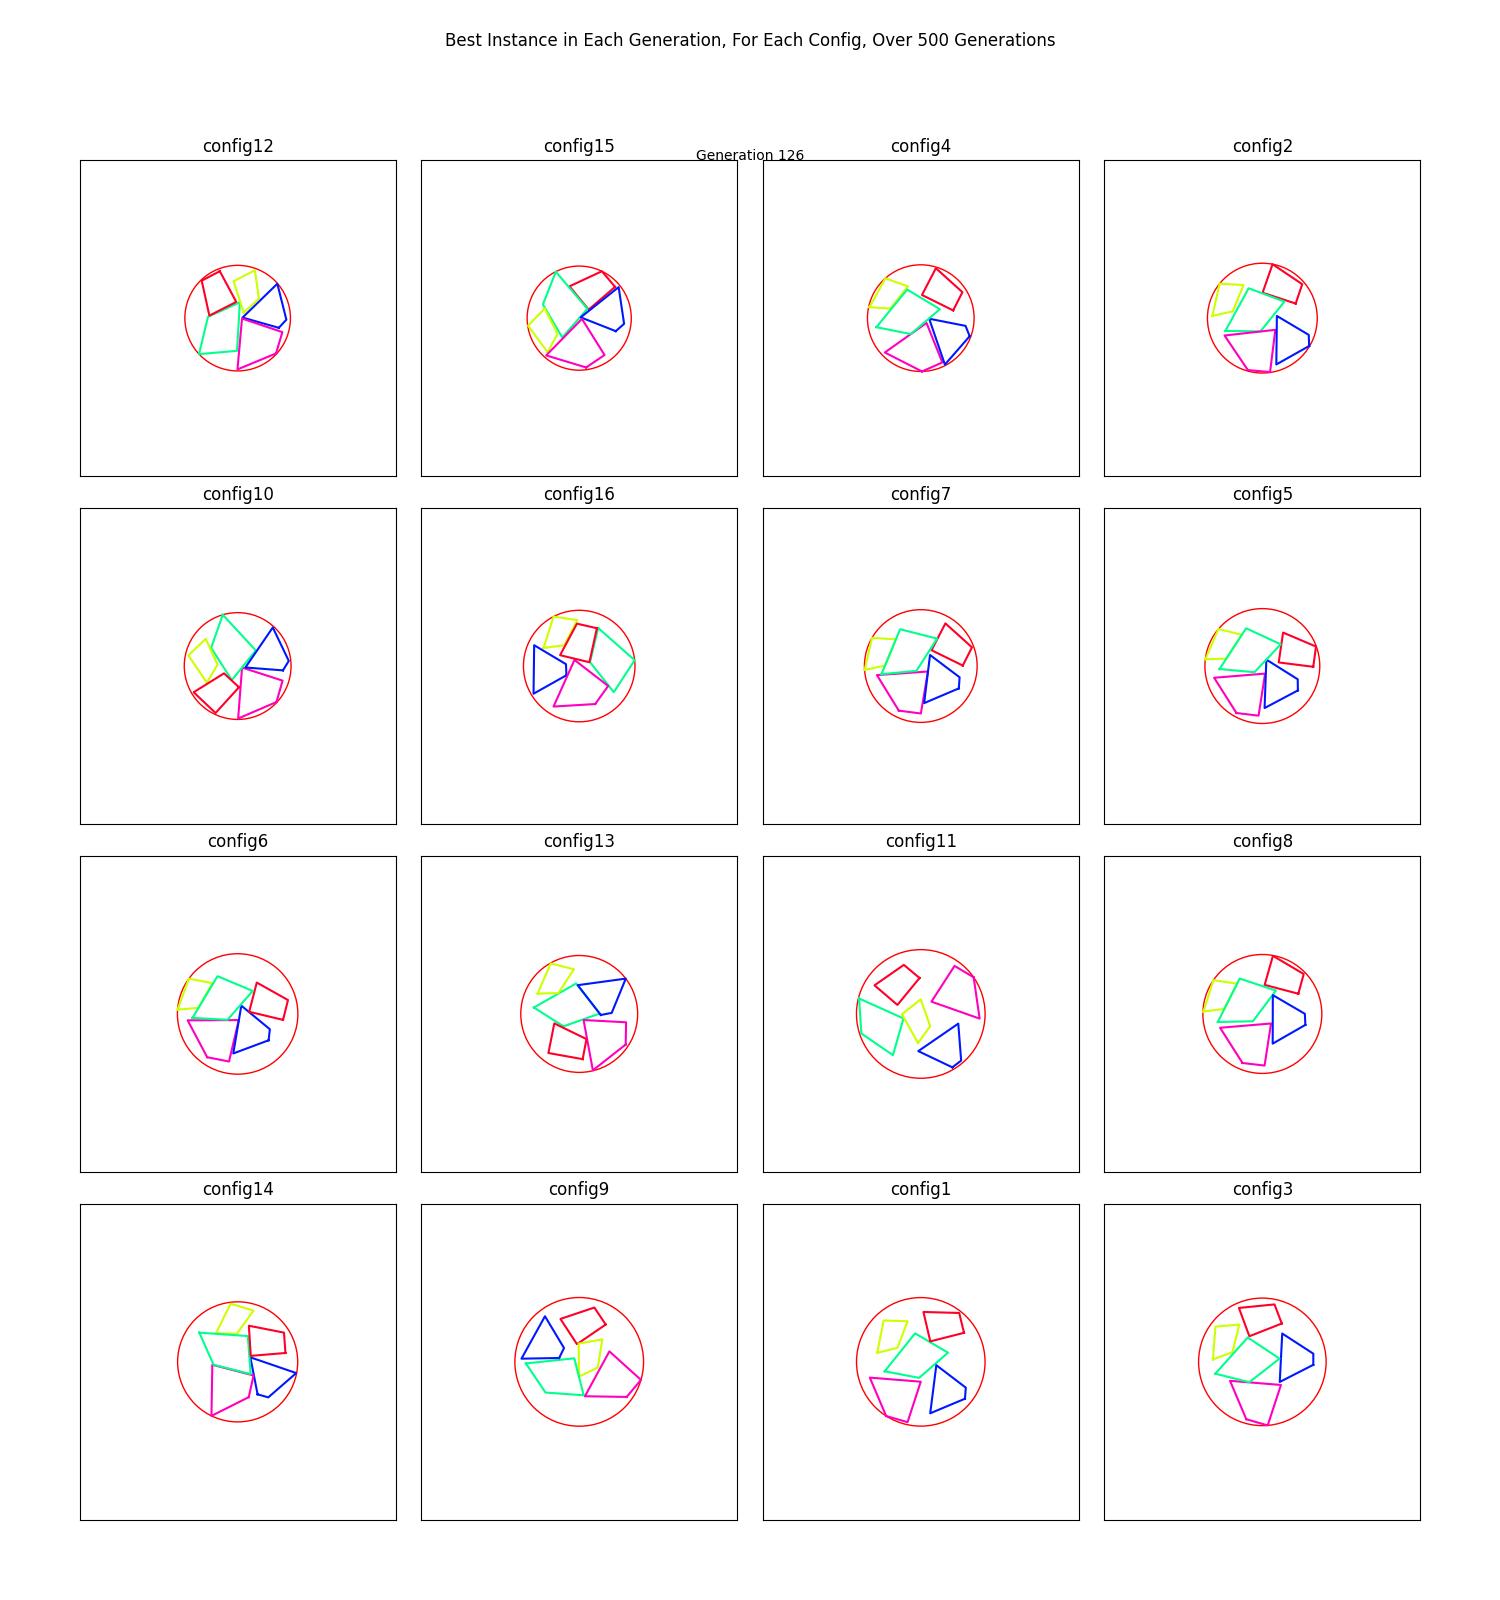 Best Instance in Each Generation, For Each Config, Over 500 Generations
Generation 126
config12
config15
config4
config2
config10
config16
config7
config5
config6
config13
config11
config8
config14
config9
config1
config3